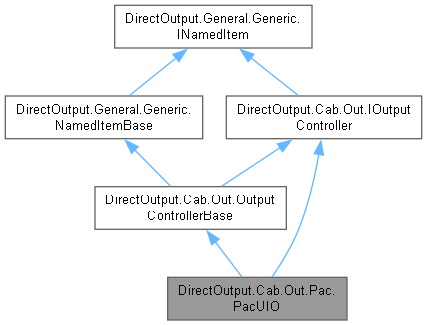 DirectOutput.General.Generic.
INamedItem
DirectOutput.General.Generic.
NamedItemBase
DirectOutput.Cab.Out.IOutput
Controller
DirectOutput.Cab.Out.Output
ControllerBase
DirectOutput.Cab.Out.Pac.
PacUIO